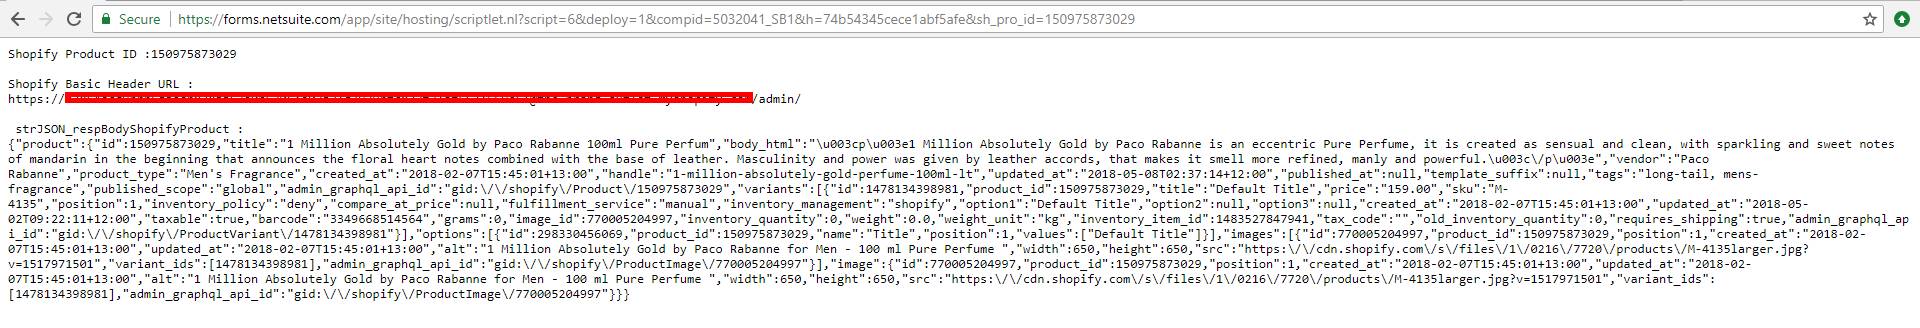 Secure https://forms.netsuite.com/app/site/hosting/scriptlet.nl?script=6&deploy=1&compid=5032041_SB1&h=74b54345cece1abf5afe&sh_pro_id=150975873029
Shopify Product ID :150975873029
Shopify Basic Header URL :
https:// /admin/
strJSON_respBodyShopifyProduct :
{"product":{"id":150975873029,"title":"1 Million Absolutely Gold by Paco Rabanne 100ml Pure Perfum","body_html":"\u003cp\u003e1 Million Absolutely Gold by Paco Rabanne is an eccentric Pure Perfume, it is created as sensual and clean, with sparkling and sweet notes
of mandarin in the beginning that announces the floral heart notes combined with the base of leather. Masculinity and power was given by leather accords, that makes it smell more refined, manly and powerful.\u003c\/p\u003e","vendor":"Paco
Rabanne","product_type":"Men's Fragrance","created_at":"2018-02-07T15:45:01+13:00","handle":"1-million-absolutely-gold-perfume-100ml-lt","updated_at":"2018-05-08T02:37:14+12:00","published_at":null,"template_suffix":null,"tags":"long-tail, mens-
fragrance","published_scope":"global","admin_graphql_api_id":"gid:\/\/shopify\/Product\/150975873029","variants":[{"id":1478134398981,"product_id":150975873029,"title":"Default Title","price":"159.00","sku":"M-
4135","position":1,"inventory_policy":"deny","compare_at_price":null,"fulfillment_service":"manual","inventory_management":"shopify","option1":"Default Title","option2":null,"option3":null,"created_at":"2018-02-07T15:45:01+13:00","updated_at":"2018-05-
02T09:22:11+12:00","taxable":true,"barcode":"3349668514564","grams":0,"image_id":770005204997,"inventory_quantity":0,"weight":0.0,"weight_unit":"kg","inventory_item_id":1483527847941,"tax_code":"","old_inventory_quantity":0,"requires_shipping":true,"admin_graphql_ap
i_id":"gid:\/\/shopify\/ProductVariant\/1478134398981"}],"options":[{"id":298330456069,"product_id":150975873029,"name":"Title","position":1,"values":["Default Title"]}],"images":[{"id":770005204997,"product_id":150975873029,"position":1,"created_at":"2018-02-
07T15:45:01+13:00","updated_at":"2018-02-07T15:45:01+13:00","alt":"1 Million Absolutely Gold by Paco Rabanne for Men - 100 ml Pure Perfume ","width":650,"height":650,"src":"https:\/\/cdn.shopify.com\/s\/files\/1\/0216\/7720\/products\/M-4135larger.jpg?
v=1517971501","variant_ids":[1478134398981],"admin_graphql_api_id":"gid:\/\/shopify\/ProductImage\/770005204997"}],"image":{"id":770005204997,"product_id":150975873029,"position":1,"created_at":"2018-02-07T15:45:01+13:00","updated_at":"2018-02-
07T15:45:01+13:00","alt":"1 Million Absolutely Gold by Paco Rabanne for Men - 100 ml Pure Perfume ","width":650,"height":650,"src":"https:\/\/cdn.shopify.com\/s\/files\/1\/0216\/7720\/products\/M-4135larger.jpg?v=1517971501","variant_ids":
[1478134398981],"admin_graphql_api_id":"gid:\/\/shopify\/ProductImage\/770005204997"}}}